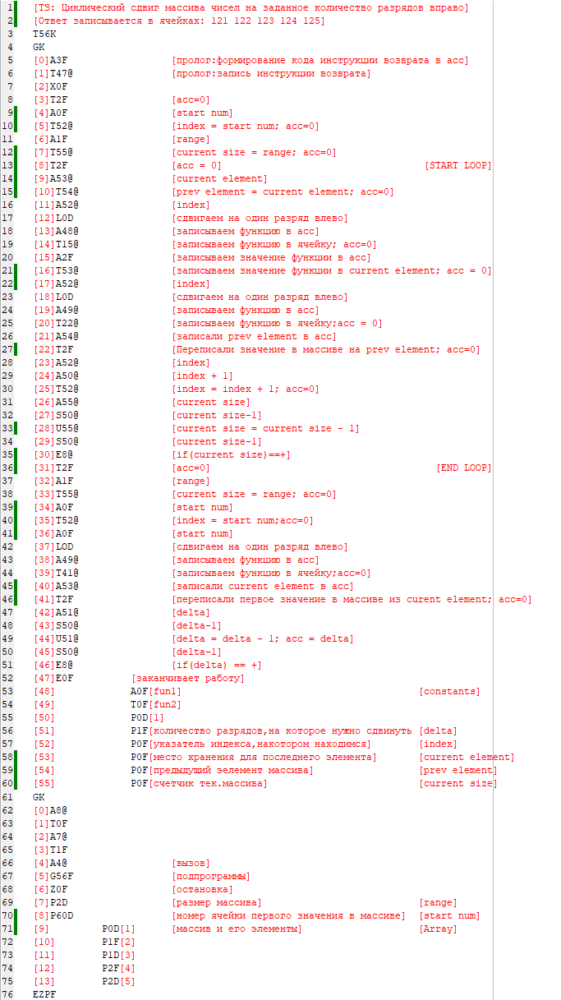 1 [TЗ: Циклический сдвиг массива чисел на заданное количество разрядов вправо]
2 [Ответ записывается в ячейках: 121 122 123 124 125]
3 T56K
4 GK
5 [0]A3F [пролог:формирование кода инструкции возврата в acc]
6 [1]T47@ [пролог:запись инструкции возврата]
7 [2]X0F
8 [3]T2F [acc=0]
9 [4]A0F [start num]
10 [5]T52@ [index = start num; acc=0]
11 [6]A1F [range]
12 [7]T55@ [current size = range; acc=0]
13 [8]T2F [acc = 0] [START LOOP]
14 [9]A53@ [current element]
15 [10]T54@ [prev element = current element; acc=0]
16 [11]A52@ [index]
17 [12]L0D [сдвигаем на один разряд влево]
18 [13]A48@ [записываем функцию в acc]
19 [14]T15@ [записываем функцию в ячейку; acc=0]
20 [15]A2F [записываем значение функции в acc]
21 [16]T53@ [записываем значение функции в current element; acc = 0]
22 [17]A52@ [index]
23 [18]L0D [сдвигаем на один разряд влево]
24 [19]A49@ [записываем функцию в acc]
25 [20]T22@ [записываем функцию в ячейку;acc = 0]
26 [21]A54@ [записали prev element в acc]
27 [22]T2F [Переписали значение в массиве на prev element; acc=0]
28 [23]A52@ [index]
29 [24]A50@ [index + 1]
30 [25]T52@ [index = index + 1; acc=0]
31 [26]A55@ [current size]
32 [27]S50@ [current size-1]
33 [28]U55@ [current size = current size - 1]
34 [29]S50@ [current size-1]
35 [30]E8@ [if(current size)==+]
36 [31]T2F [acc=0] [END LOOP]
37 [32]A1F [range]
38 [33]T55@ [current size = range; acc=0]
39 [34]A0F [start num]
40 [35]T52@ [index = start num;acc=0]
41 [36]A0F [start num]
42 [37]L0D [сдвигаем на один разряд влево]
43 [38]A49@ [записываем функцию в acc]
44 [39]T41@ [записываем функцию в ячейку;acc=0]
45 [40]A53@ [записали current element в acc]
46 [41]T2F [переписали первое значение в массиве из curent element; acc=0]
47 [42]A51@ [delta]
48 [43]S50@ [delta-1]
49 [44]U51@ [delta = delta - 1; acc = delta]
50 [45]S50@ [delta-1]
51 [46]E8@ [if(delta) == +]
52 [47]E0F [заканчивает работу]
53 [48] A0F[fun1] [constants]
54 [49] T0F[fun2]
55 [50] P0D[1]
56 [51] P1F[количество разрядов,на которое нужно сдвинуть [delta]
57 [52] P0F[указатель индекса,накотором находимся] [index]
58 [53] P0F[место хранения для последнего элемента] [current element]
59 [54] P0F[предыдущий эелемент массива] [prev element]
60 [55] P0F[счетчик тек.массива] [current size]
61 GK
62 [0]A8@
63 [1]T0F
64 [2]A7@
65 [3]T1F
66 [4]A4@ [вызов]
67 [5]G56F [подпрограммы]
68 [6]Z0F [остановка]
69 [7]P2D [размер массива] [range]
70 [8]P60D [номер ячейки первого значения в массиве] [start num]
71 [9] P0D[1] [массив и его элементы] [Array]
72 [10] P1F[2]
73 [11] P1D[3]
74 [12] P2F[4]
75 [13] P2D[5]
76 EZPF